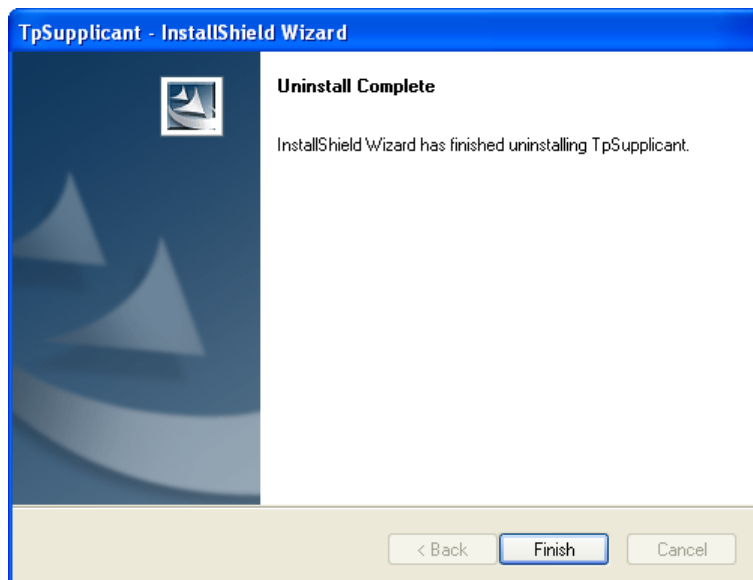 TpSupplicant - InstallShield Wizard
Uninstall Complete
InstallShield Wizard has finished uninstalling TpSupplicant.
< Back Finish Cancel